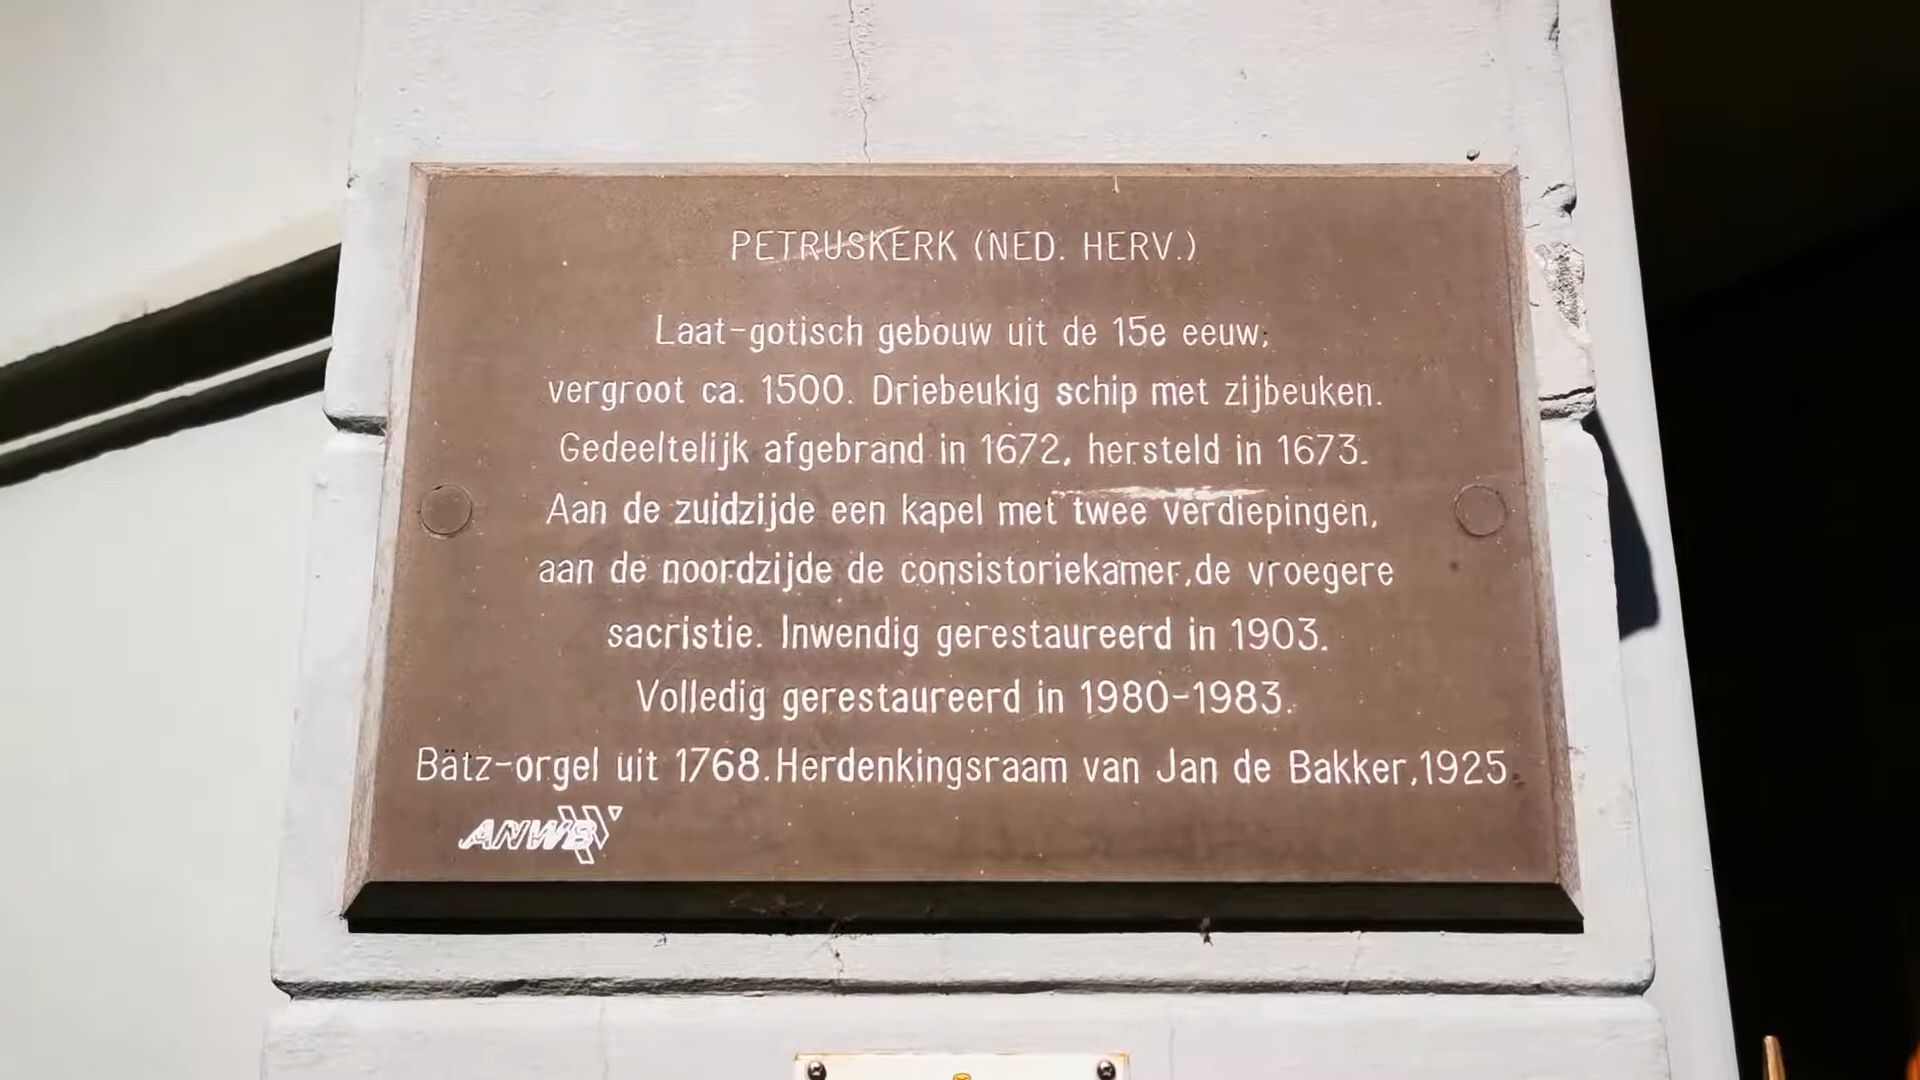 PETRUSKERK (NED. HERV.)
Laat-gotisch gebouw uit de 15e eeuw;
vergroot ca. 1500. Driebeukig schip met zijbeuken.
Gedeeltelijk afgebrand in 1672, hersteld in 1673.
Aan de zuidzijde een kapel met twee verdiepingen,
aan de noordzijde de consistoriekamer,de vroegere
sacristie. Inwendig gerestaureerd in 1903.
Volledig gerestaureerd in 1980-1983.
Bätz-orgel uit 1768.Herdenkingsraam van Jan de Bakker,1925.
ANWB